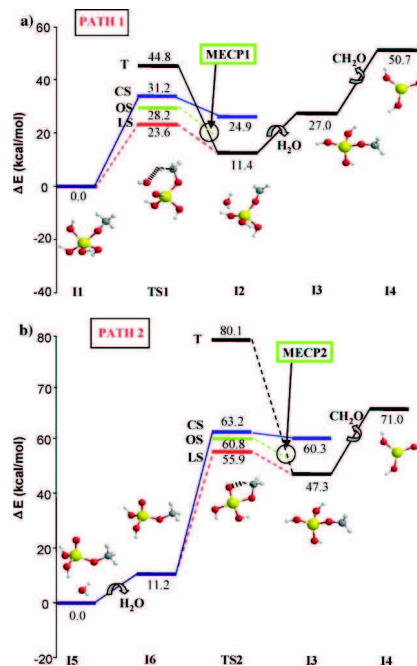 a)
PATH 1
T
44.8
MECP1
CH₂O
50.7
CS
31.2
OS
28.2
LS
23.6
24.9
27.0
H₂O
11.4
0.0
ΔE (kcal/mol)
60
40
20
0
-20
-40
I1 TS1 I2 I3 I4
b)
PATH 2
T
80.1
MECP2
CH₂O
71.0
CS
63.2
OS
60.8
LS
55.9
60.3
47.3
11.2
H₂O
0.0
ΔE (kcal/mol)
80
60
40
20
0
-20
I5 I6 TS2 I3 I4